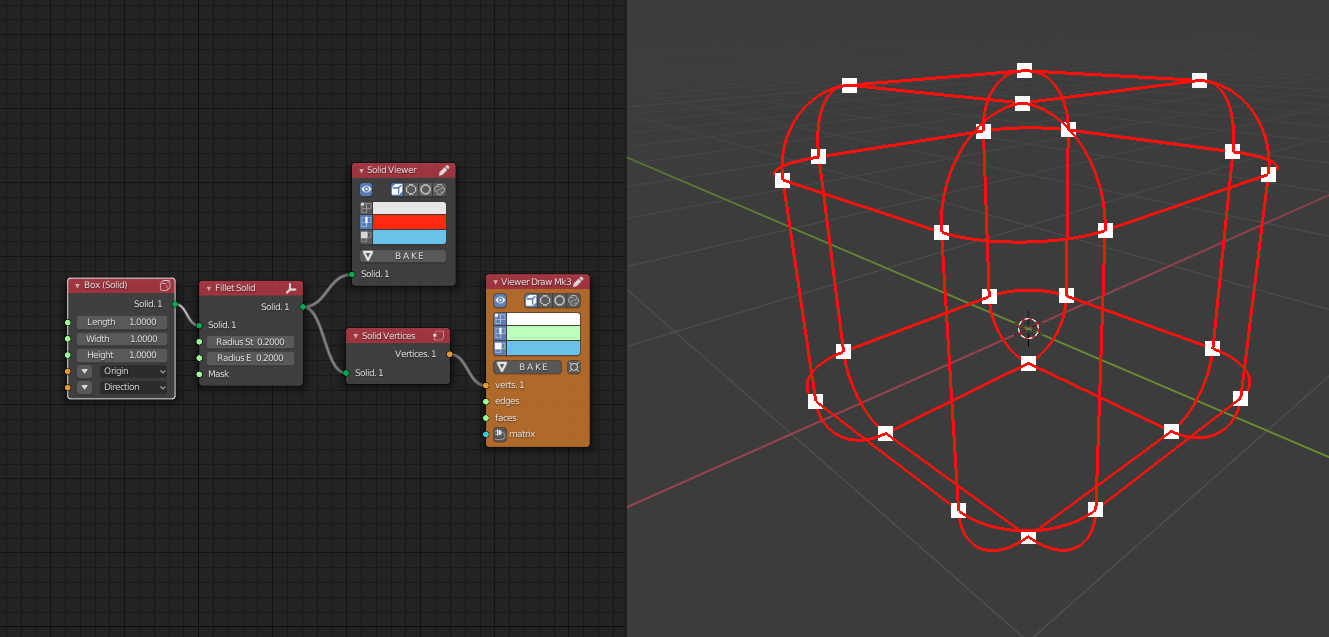 Box (Solid)
Solid. 1
Length 1.0000
Width 1.0000
Height 1.0000
Origin
Direction
Fillet Solid
Solid. 1
Solid. 1
Radius St 0.2000
Radius E 0.2000
Mask
Solid Viewer
BAKE
Solid. 1
Solid Vertices
Vertices. 1
Solid. 1
Viewer Draw Mk3
BAKE
verts. 1
edges
faces
matrix